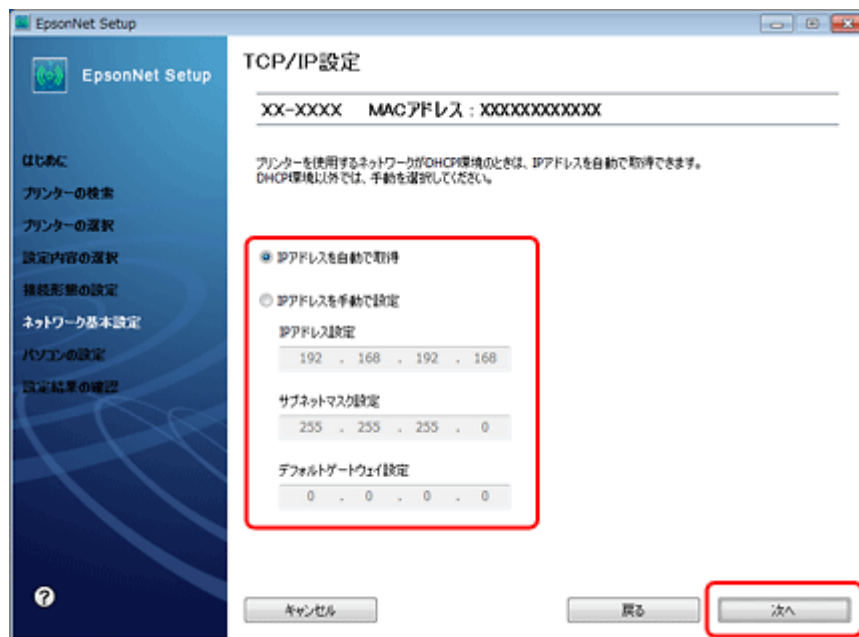 EpsonNet Setup
EpsonNet Setup
はじめに
プリンターの検索
プリンターの選択
設定内容の選択
接続形態の設定
ネットワーク基本設定
パソコンの設定
設定結果の確認
?
TCP/IP設定
XX-XXXX MACアドレス : XXXXXXXXXXXX
プリンターを使用するネットワークがDHCP環境のときは、IPアドレスを自動で取得できます。
DHCP環境以外では、手動を選択してください。
IPアドレスを自動で取得
IPアドレスを手動で設定
IPアドレス設定
192 . 168 . 192 . 168
サブネットマスク設定
255 . 255 . 255 . 0
デフォルトゲートウェイ設定
0 . 0 . 0 . 0
キャンセル
戻る
次へ